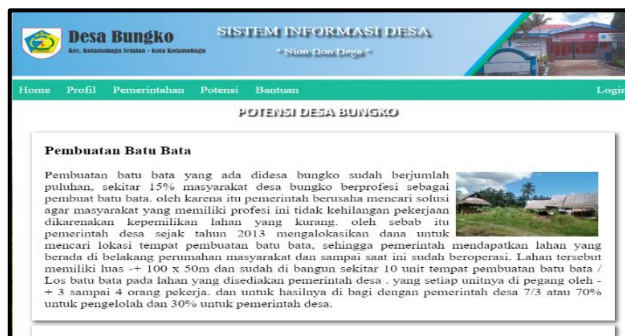 Desa Bungko
Kec. Kotamobagu Selatan - Kota Kotamobagu
SISTEM INFORMASI DESA
" Nion Don Dega "
Home Profil Pemerintahan Potensi Bantuan Login
POTENSI DESA BUNGKO
Pembuatan Batu Bata
Pembuatan batu bata yang ada didesa bungko sudah berjumlah
puluhan, sekitar 15% masyarakat desa bungko berprofesi sebagai
pembuat batu bata. oleh karena itu pemerintah berusaha mencari solusi
agar masyarakat yang memiliki profesi ini tidak kehilangan pekerjaan
dikarenakan kepemilikan lahan yang kurang. oleh sebab itu
pemerintah desa sejak tahun 2013 mengalokasikan dana untuk
mencari lokasi tempat pembuatan batu bata, sehingga pemerintah mendapatkan lahan yang
berada di belakang perumahan masyarakat dan sampai saat ini sudah beroperasi. Lahan tersebut
memiliki luas -+ 100 x 50m dan sudah di bangun sekitar 10 unit tempat pembuatan batu bata /
Los batu bata pada lahan yang disediakan pemerintah desa . yang setiap unitnya di pegang oleh -
+ 3 sampai 4 orang pekerja. dan untuk hasilnya di bagi dengan pemerintah desa 7/3 atau 70%
untuk pengelolah dan 30% untuk pemerintah desa.